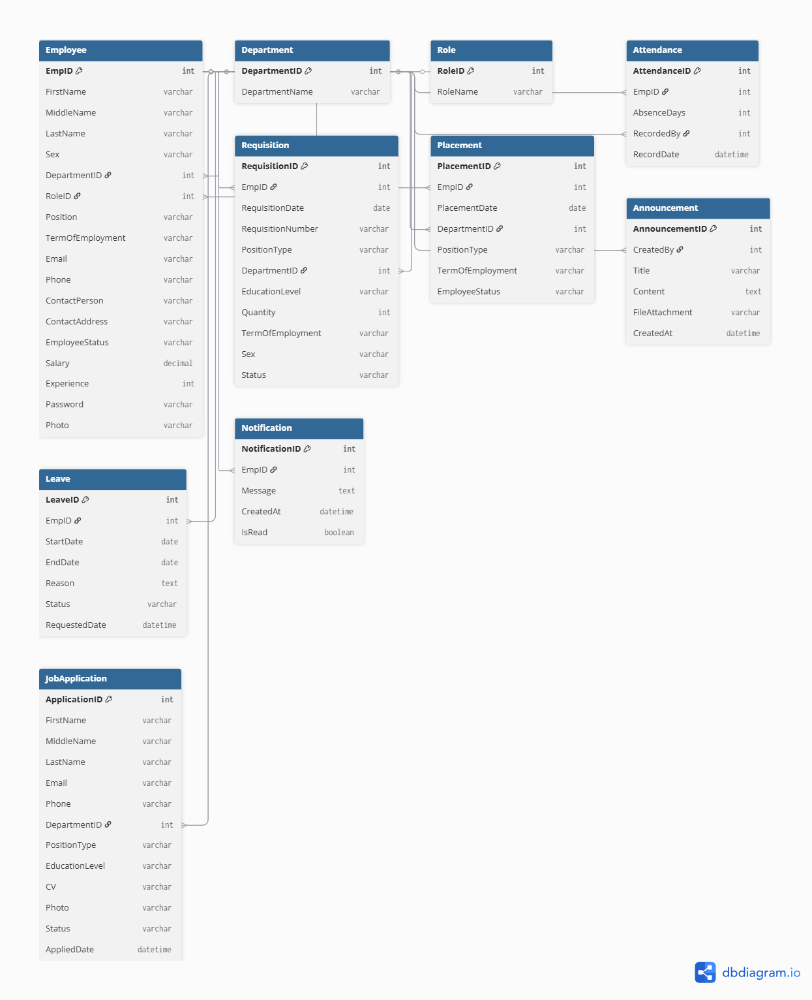 Employee
EmpID int
FirstName varchar
MiddleName varchar
LastName varchar
Sex varchar
DepartmentID int
RoleID int
Position varchar
TermOfEmployment varchar
Email varchar
Phone varchar
ContactPerson varchar
ContactAddress varchar
EmployeeStatus varchar
Salary decimal
Experience int
Password varchar
Photo varchar
Department
DepartmentID int
DepartmentName varchar
Role
RoleID int
RoleName varchar
Attendance
AttendanceID int
EmpID int
AbsenceDays int
RecordedBy int
RecordDate datetime
Requisition
RequisitionID int
EmpID int
RequisitionDate date
RequisitionNumber varchar
PositionType varchar
DepartmentID int
EducationLevel varchar
Quantity int
TermOfEmployment varchar
Sex varchar
Status varchar
Placement
PlacementID int
EmpID int
PlacementDate date
DepartmentID int
PositionType varchar
TermOfEmployment varchar
EmployeeStatus varchar
Announcement
AnnouncementID int
CreatedBy int
Title varchar
Content text
FileAttachment varchar
CreatedAt datetime
Notification
NotificationID int
EmpID int
Message text
CreatedAt datetime
IsRead boolean
Leave
LeaveID int
EmpID int
StartDate date
EndDate date
Reason text
Status varchar
RequestedDate datetime
JobApplication
ApplicationID int
FirstName varchar
MiddleName varchar
LastName varchar
Email varchar
Phone varchar
DepartmentID int
PositionType varchar
EducationLevel varchar
CV varchar
Photo varchar
Status varchar
AppliedDate datetime
dbdiagram.io